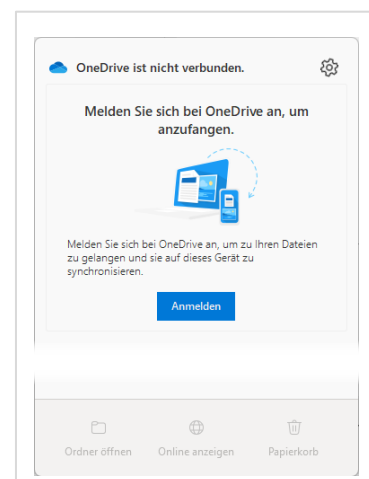 OneDrive ist nicht verbunden.
Melden Sie sich bei OneDrive an, um
anzufangen.
Melden Sie sich bei OneDrive an, um zu Ihren Dateien
zu gelangen und sie auf dieses Gerät zu
synchronisieren.
Anmelden
Ordner öffnen Online anzeigen Papierkorb